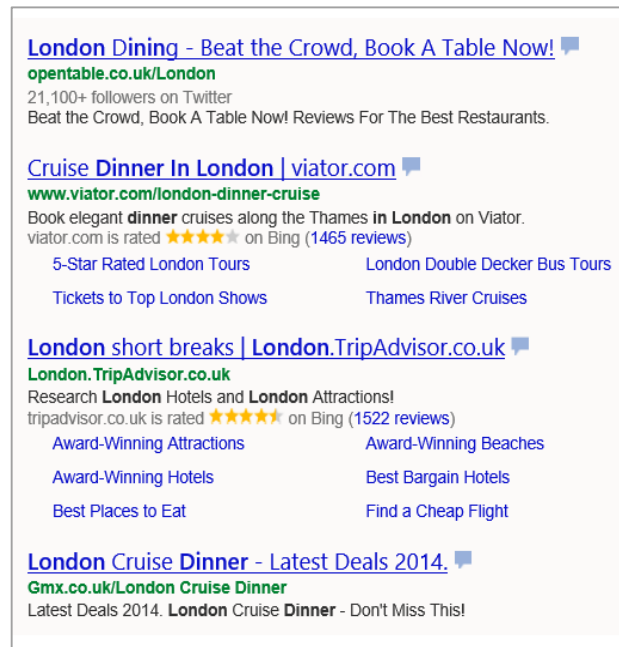 London Dining - Beat the Crowd, Book A Table Now!
opentable.co.uk/London
21,100+ followers on Twitter
Beat the Crowd, Book A Table Now! Reviews For The Best Restaurants.
Cruise Dinner In London | viator.com
www.viator.com/london-dinner-cruise
Book elegant dinner cruises along the Thames in London on Viator.
viator.com is rated ★★★★★ on Bing (1465 reviews)
5-Star Rated London Tours London Double Decker Bus Tours
Tickets to Top London Shows Thames River Cruises
London short breaks | London.TripAdvisor.co.uk
London.TripAdvisor.co.uk
Research London Hotels and London Attractions!
tripadvisor.co.uk is rated ★★★★★ on Bing (1522 reviews)
Award-Winning Attractions Award-Winning Beaches
Award-Winning Hotels Best Bargain Hotels
Best Places to Eat Find a Cheap Flight
London Cruise Dinner - Latest Deals 2014.
Gmx.co.uk/London Cruise Dinner
Latest Deals 2014. London Cruise Dinner - Don't Miss This!